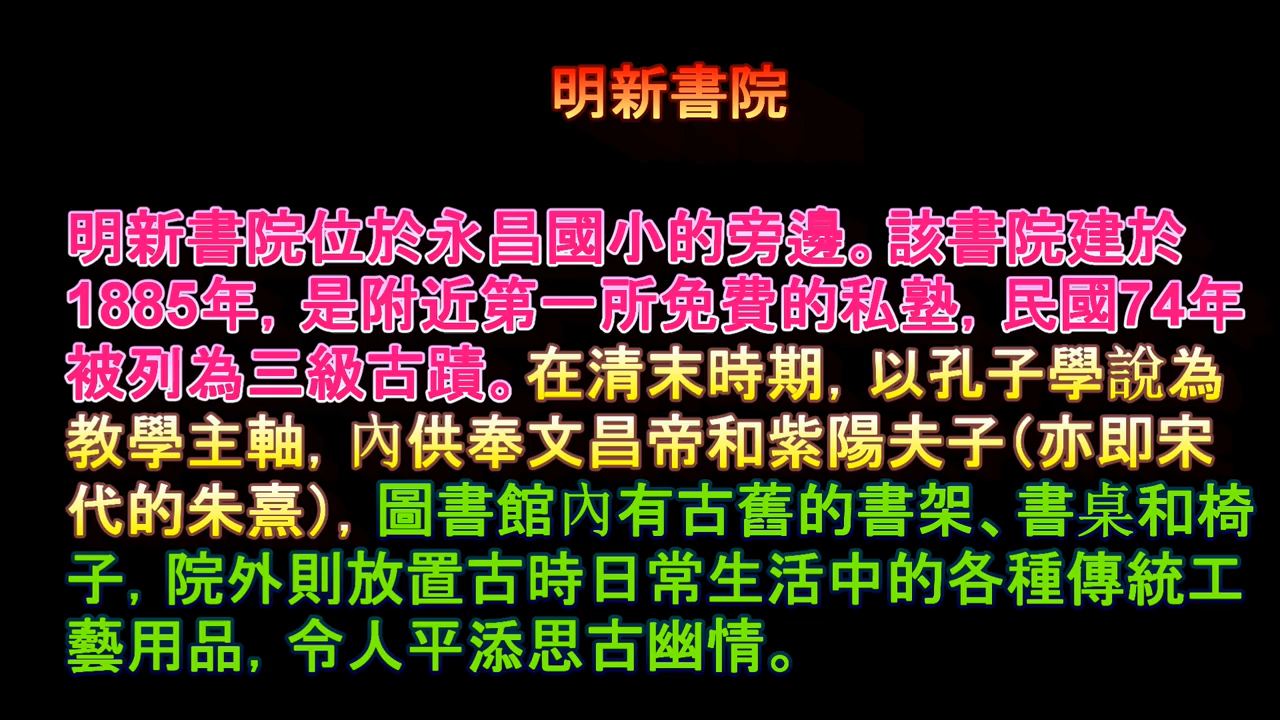 明新書院
明新書院位於永昌國小的旁邊。該書院建於
1885年，是附近第一所免費的私塾，民國74年
被列為三級古蹟。在清末時期，以孔子學說為
教學主軸，內供奉文昌帝和紫陽夫子（亦即宋
代的朱熹），圖書館內有古舊的書架、書桌和椅
子，院外則放置古時日常生活中的各種傳統工
藝用品，令人平添思古幽情。